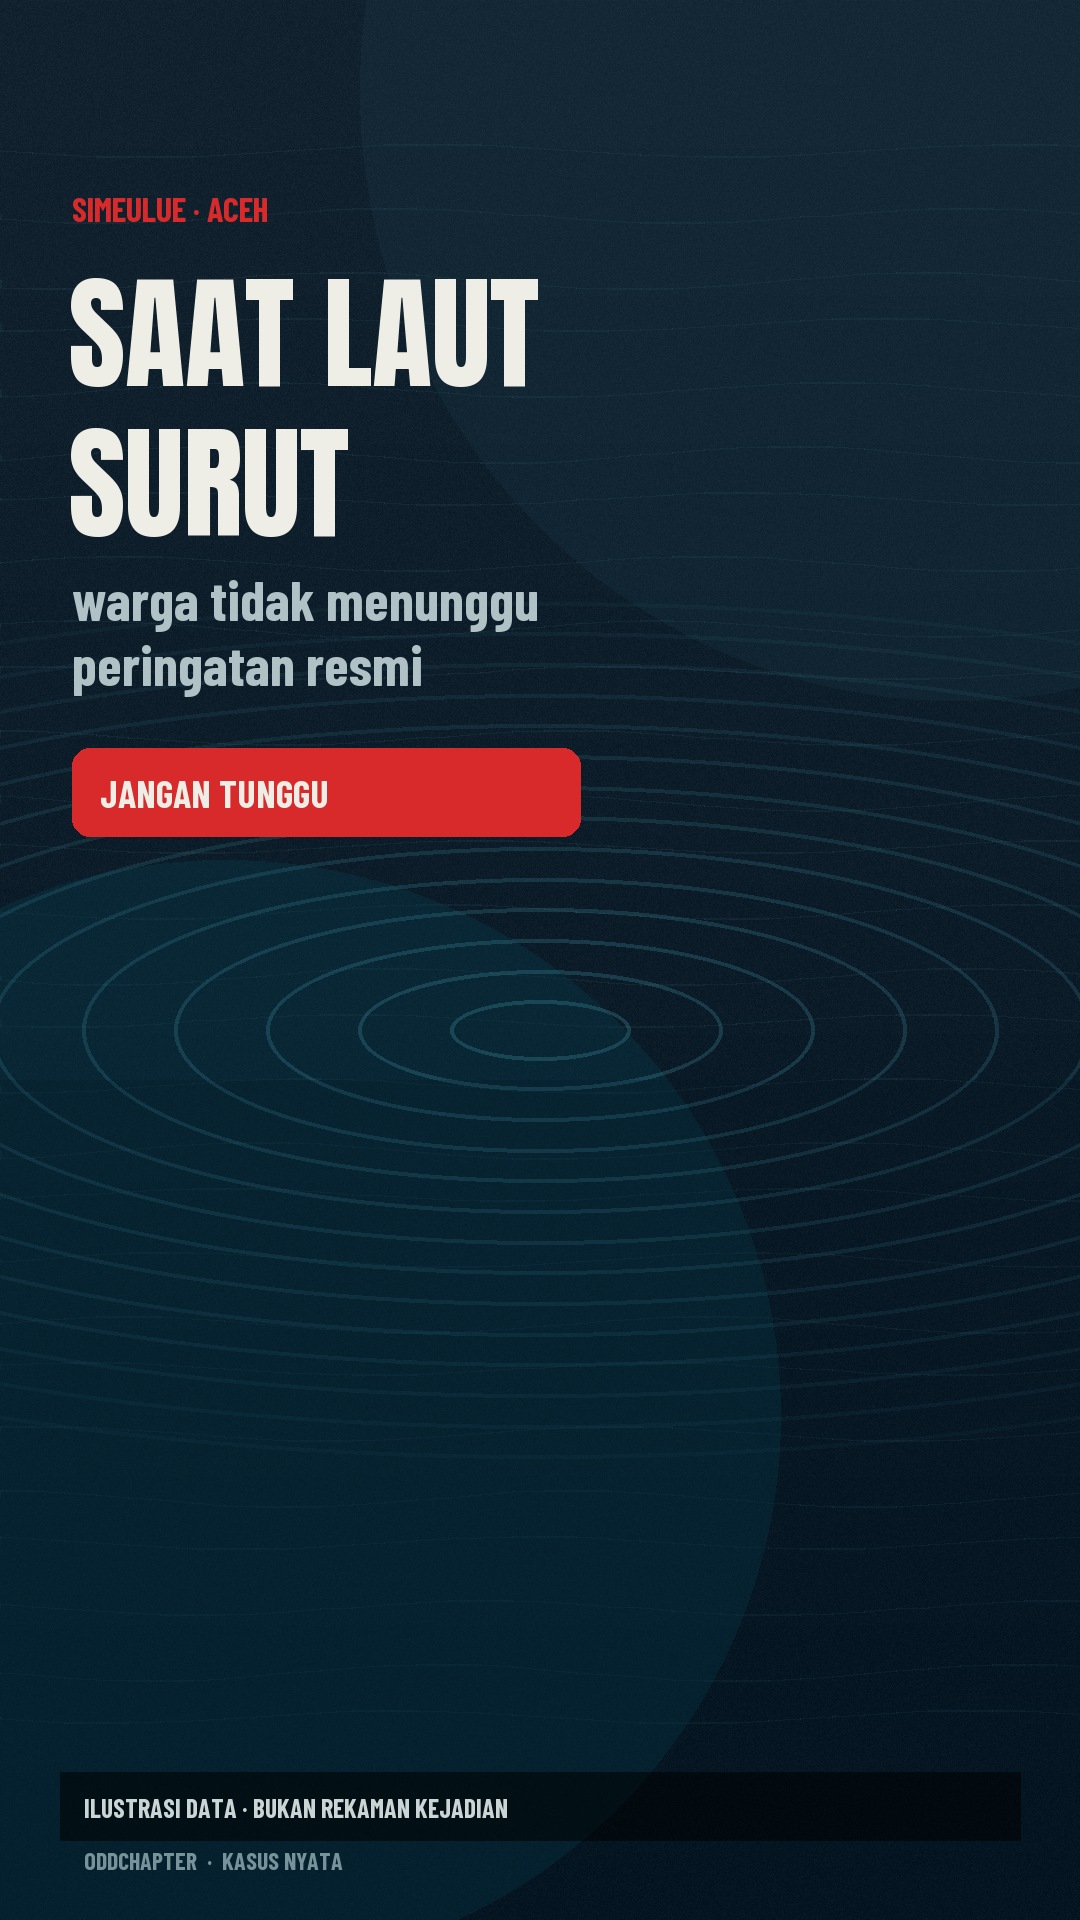 SIMEULUE · ACEH
SAAT LAUT
SURUT
warga tidak menunggu
peringatan resmi
JANGAN TUNGGU
ILUSTRASI DATA · BUKAN REKAMAN KEJADIAN
ODDCHAPTER · KASUS NYATA